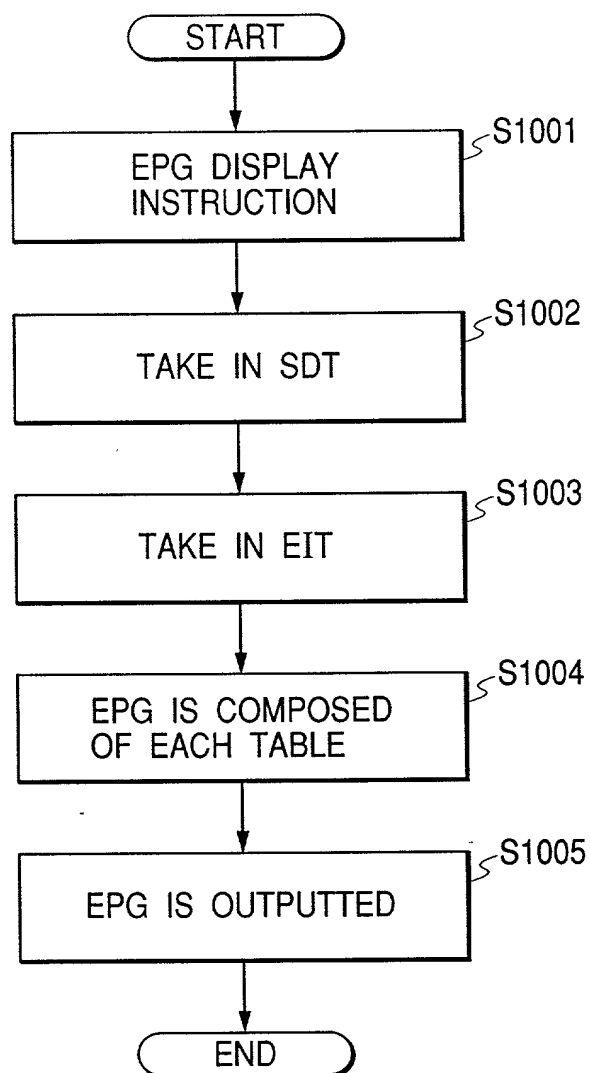 START
S1001
EPG DISPLAY
INSTRUCTION
S1002
TAKE IN SDT
S1003
TAKE IN EIT
S1004
EPG IS COMPOSED
OF EACH TABLE
S1005
EPG IS OUTPUTTED
END